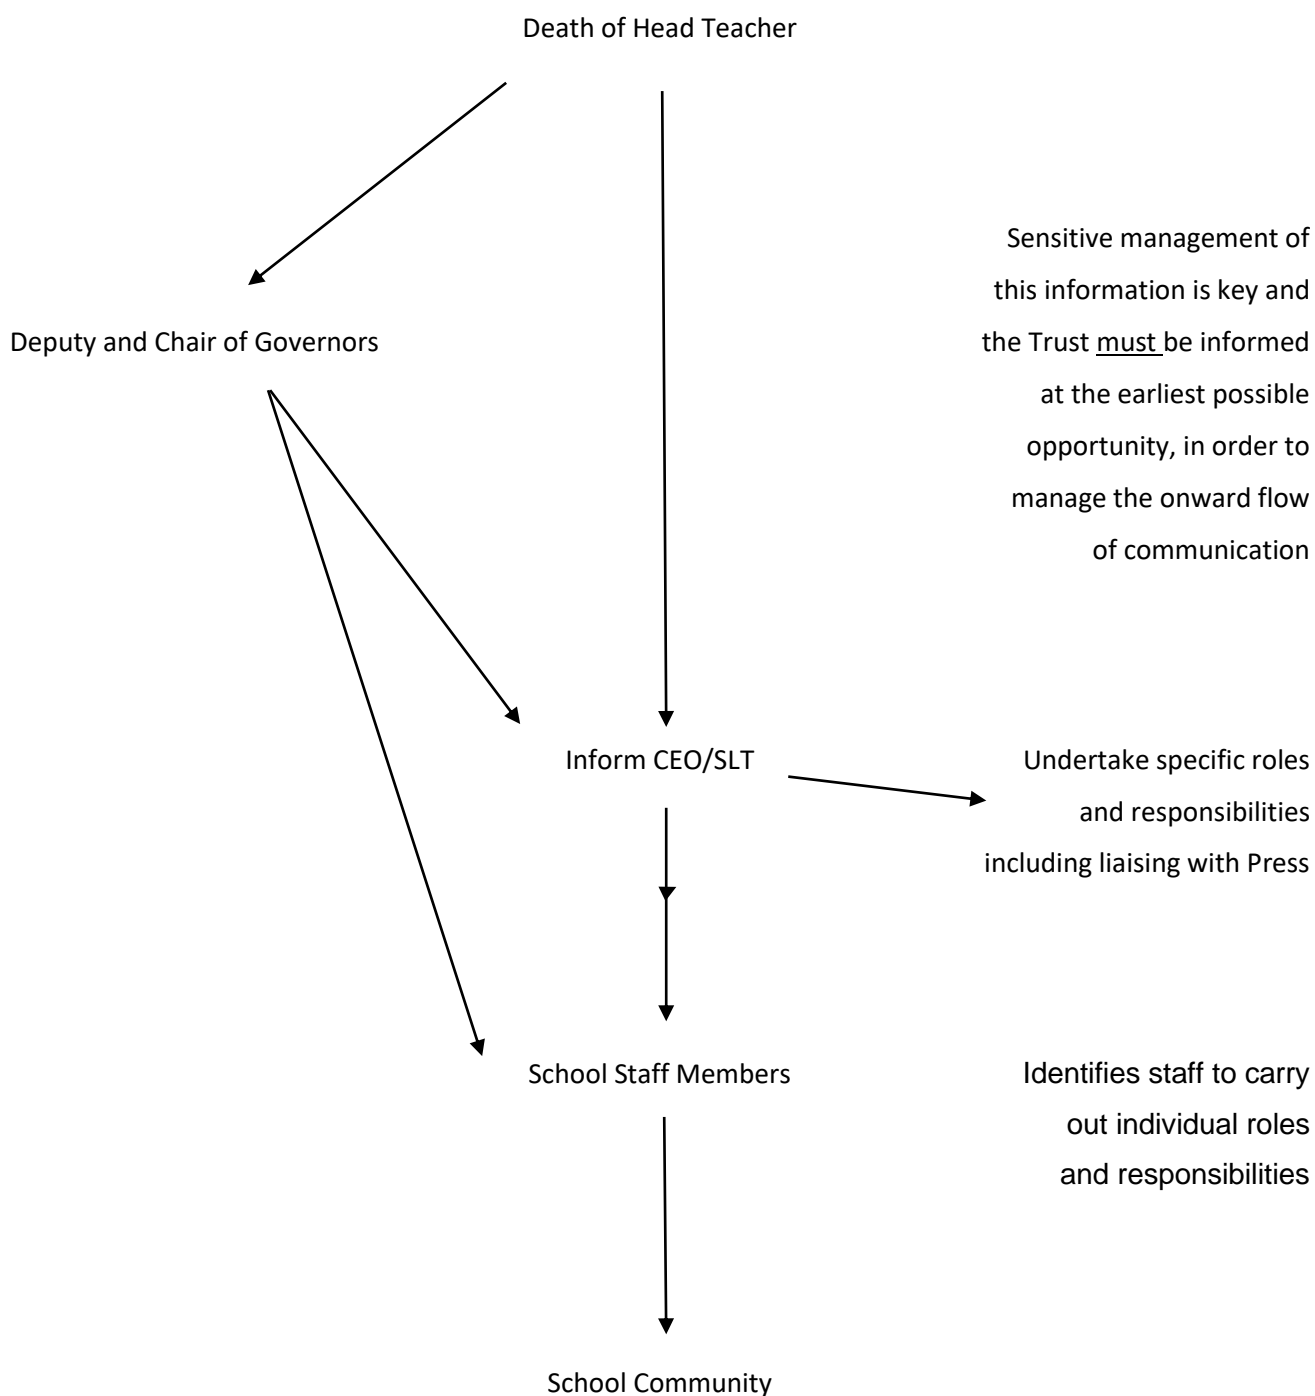 Death of Head Teacher
Sensitive management of
this information is key and
Deputy and Chair of Governors
the Trust must be informed
at the earliest possible
opportunity, in order to
manage the onward flow
of communication
Inform CEO/SLT
Undertake specific roles
and responsibilities
including liaising with Press
School Staff Members
Identifies staff to carry
out individual roles
and responsibilities
School Community